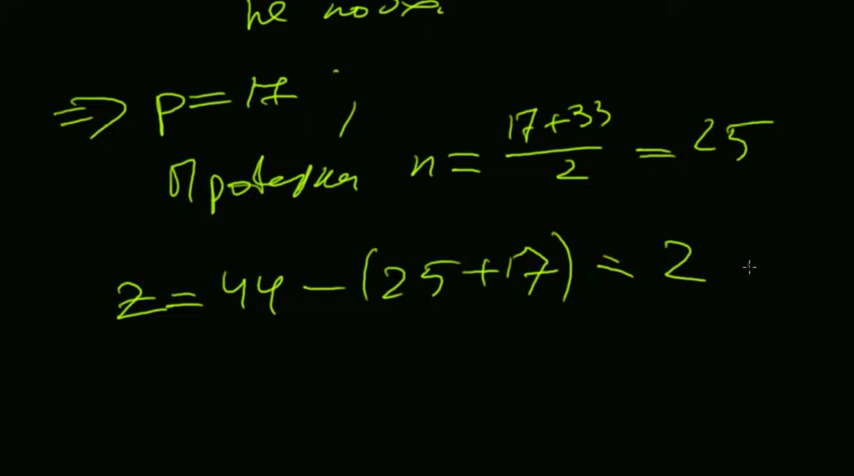 не подх.
=> p = 17 ;
Проверка n = (17+33)/2 = 25
z = 44 - (25+17) = 2